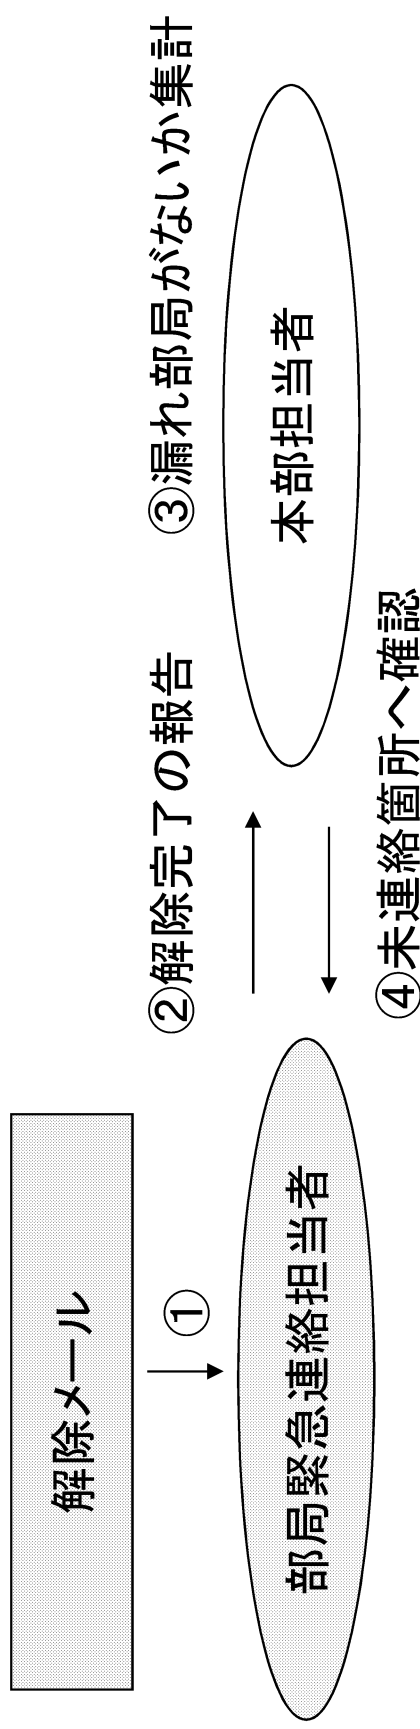 解除メール
①
②解除完了の報告
③漏れ部局がないか集計
部局緊急連絡担当者
本部担当者
④未連絡箇所へ確認